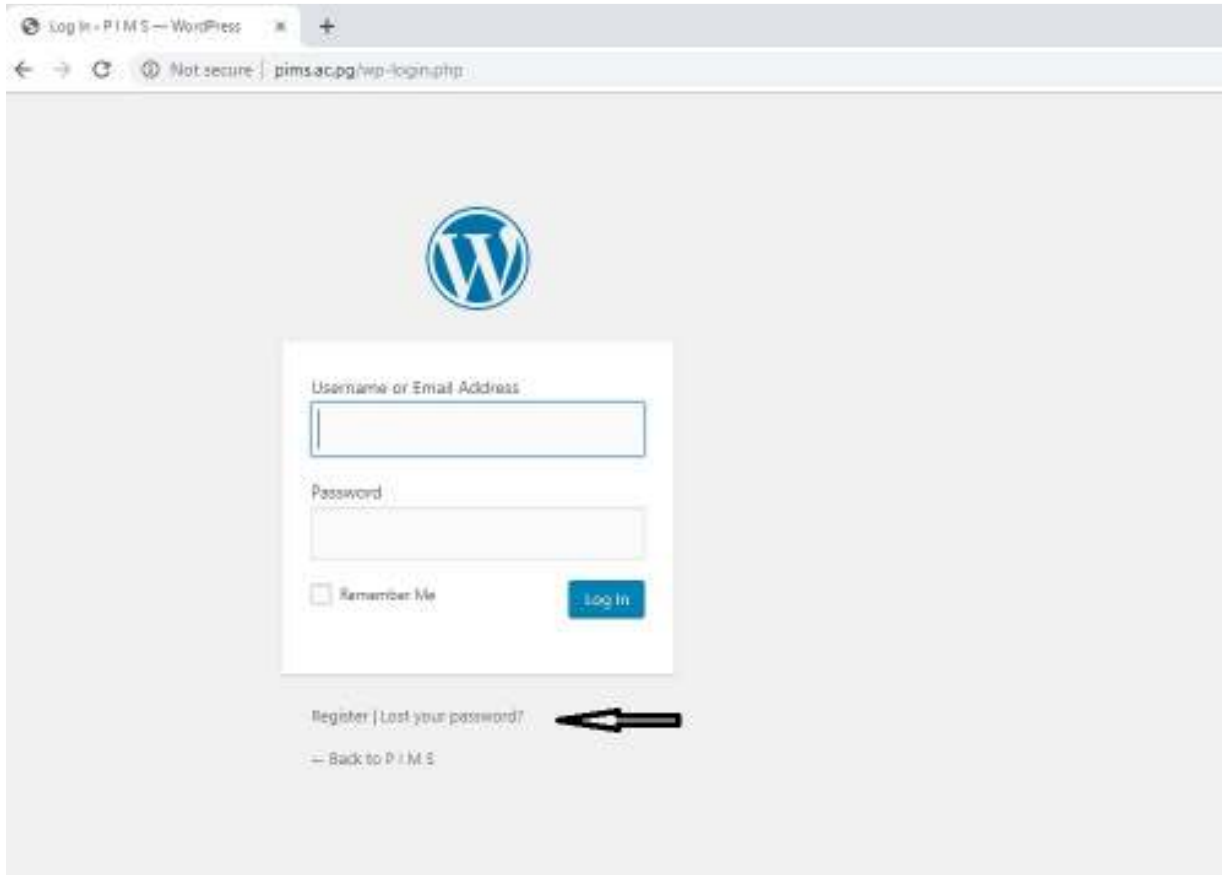 Log In ‹ P I M S — WordPress
Not secure | pims.ac.pg/wp-login.php
Username or Email Address
Password
Remember Me
Log In
Register | Lost your password?
← Back to P I M S